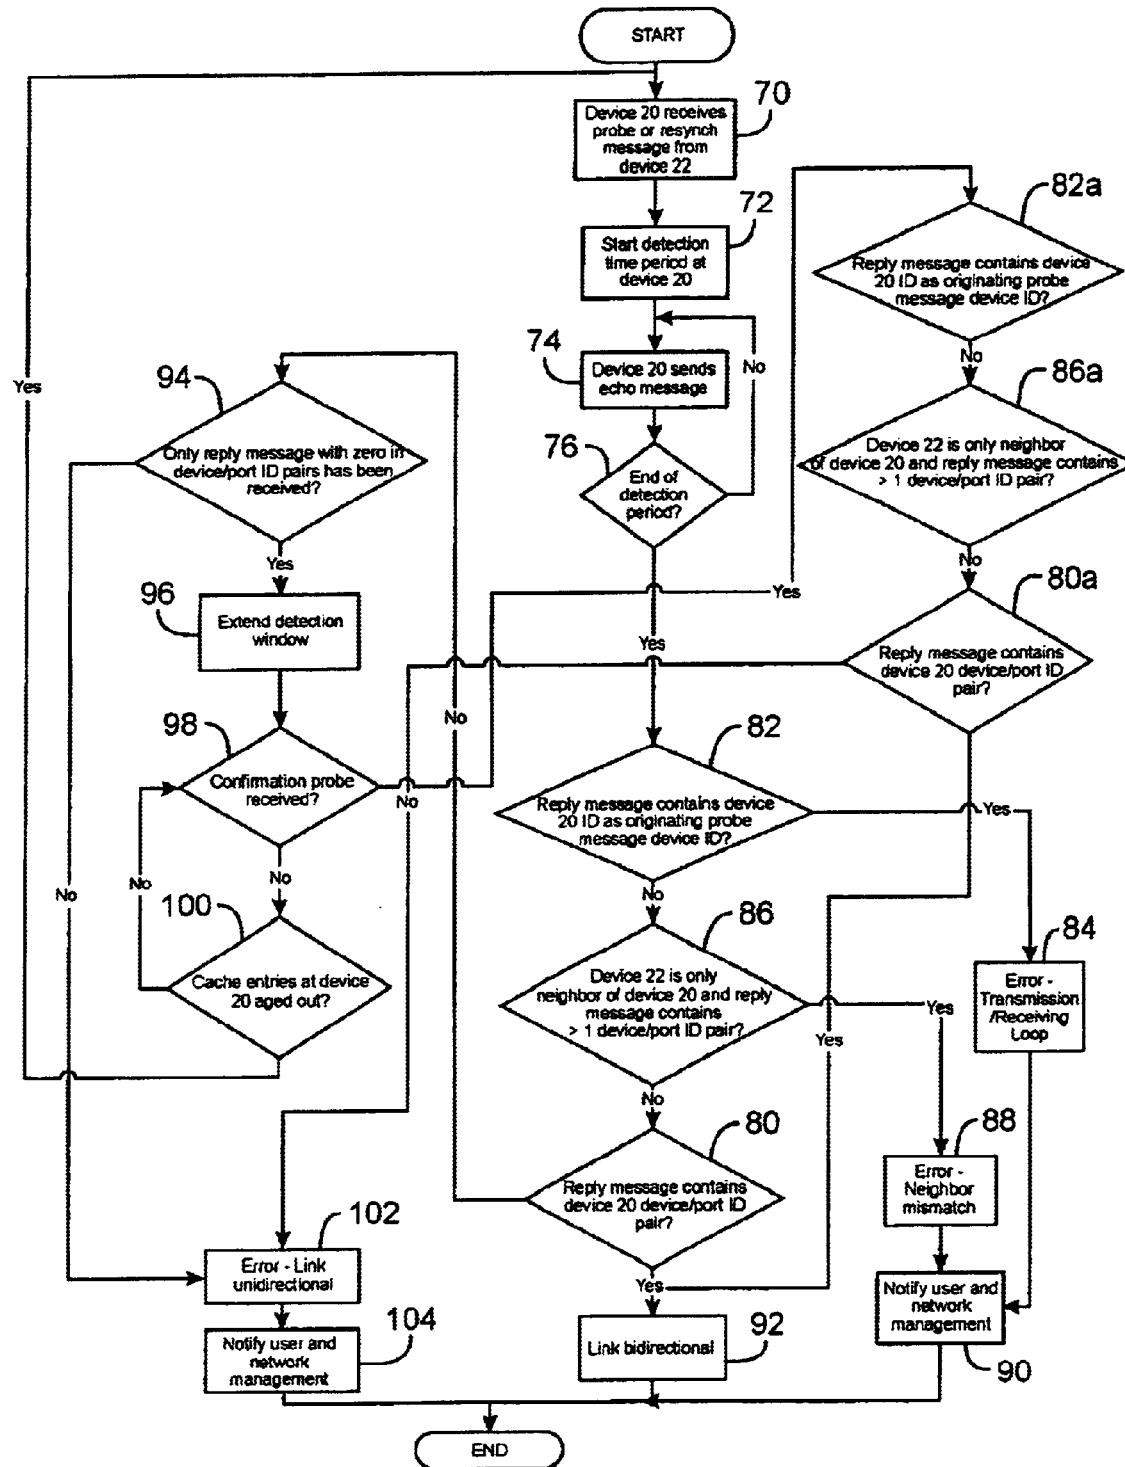 START
70
Device 20 receives
probe or resynch
message from
device 22
72
Start detection
time period at
device 20
74
Device 20 sends
echo message
No
76
End of
detection
period?
Yes
82a
Reply message contains device
20 ID as originating probe
message device ID?
No
86a
Device 22 is only neighbor
of device 20 and reply message contains
> 1 device/port ID pair?
No
80a
Reply message contains
device 20 device/port ID
pair?
No
Yes
94
Only reply message with zero in
device/port ID pairs has been
received?
Yes
No
96
Extend detection
window
98
Confirmation probe
received?
Yes
No
100
Cache entries at device
20 aged out?
No
Yes
82
Reply message contains device
20 ID as originating probe
message device ID?
Yes
No
84
Error -
Transmission
/Receiving
Loop
86
Device 22 is only
neighbor of device 20 and reply
message contains
> 1 device/port ID pair?
Yes
No
88
Error -
Neighbor
mismatch
80
Reply message contains
device 20 device/port ID
pair?
No
Yes
102
Error - Link
unidirectional
104
Notify user and
network
management
92
Link bidirectional
Notify user and
network
management
90
END